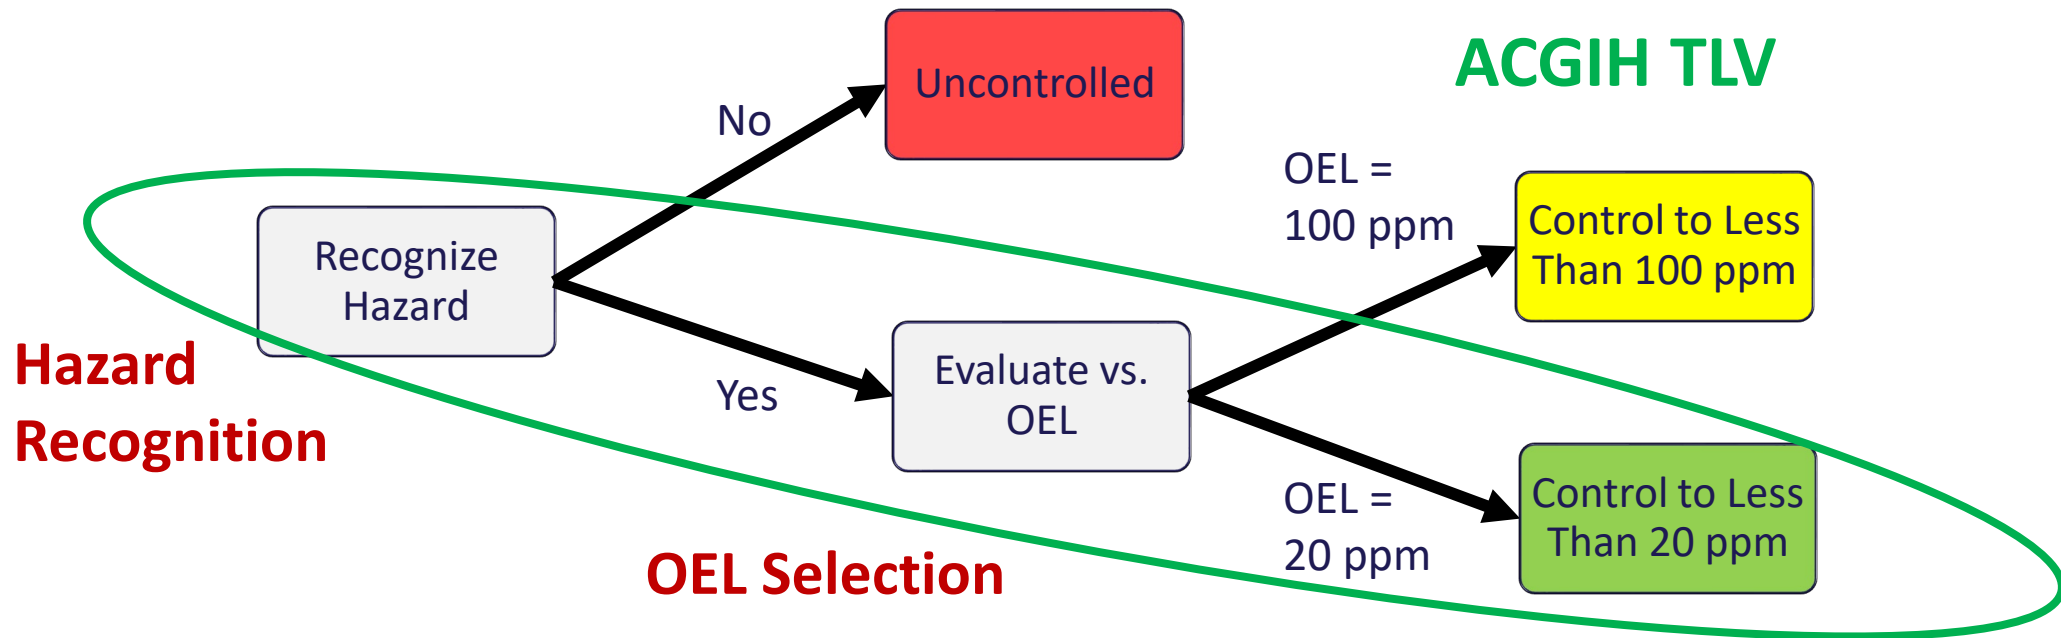 Uncontrolled
ACGIH TLV
No
OEL =
100 ppm
Control to Less
Than 100 ppm
Recognize
Hazard
Hazard
Recognition
Yes
Evaluate vs.
OEL
OEL =
20 ppm
Control to Less
Than 20 ppm
OEL Selection